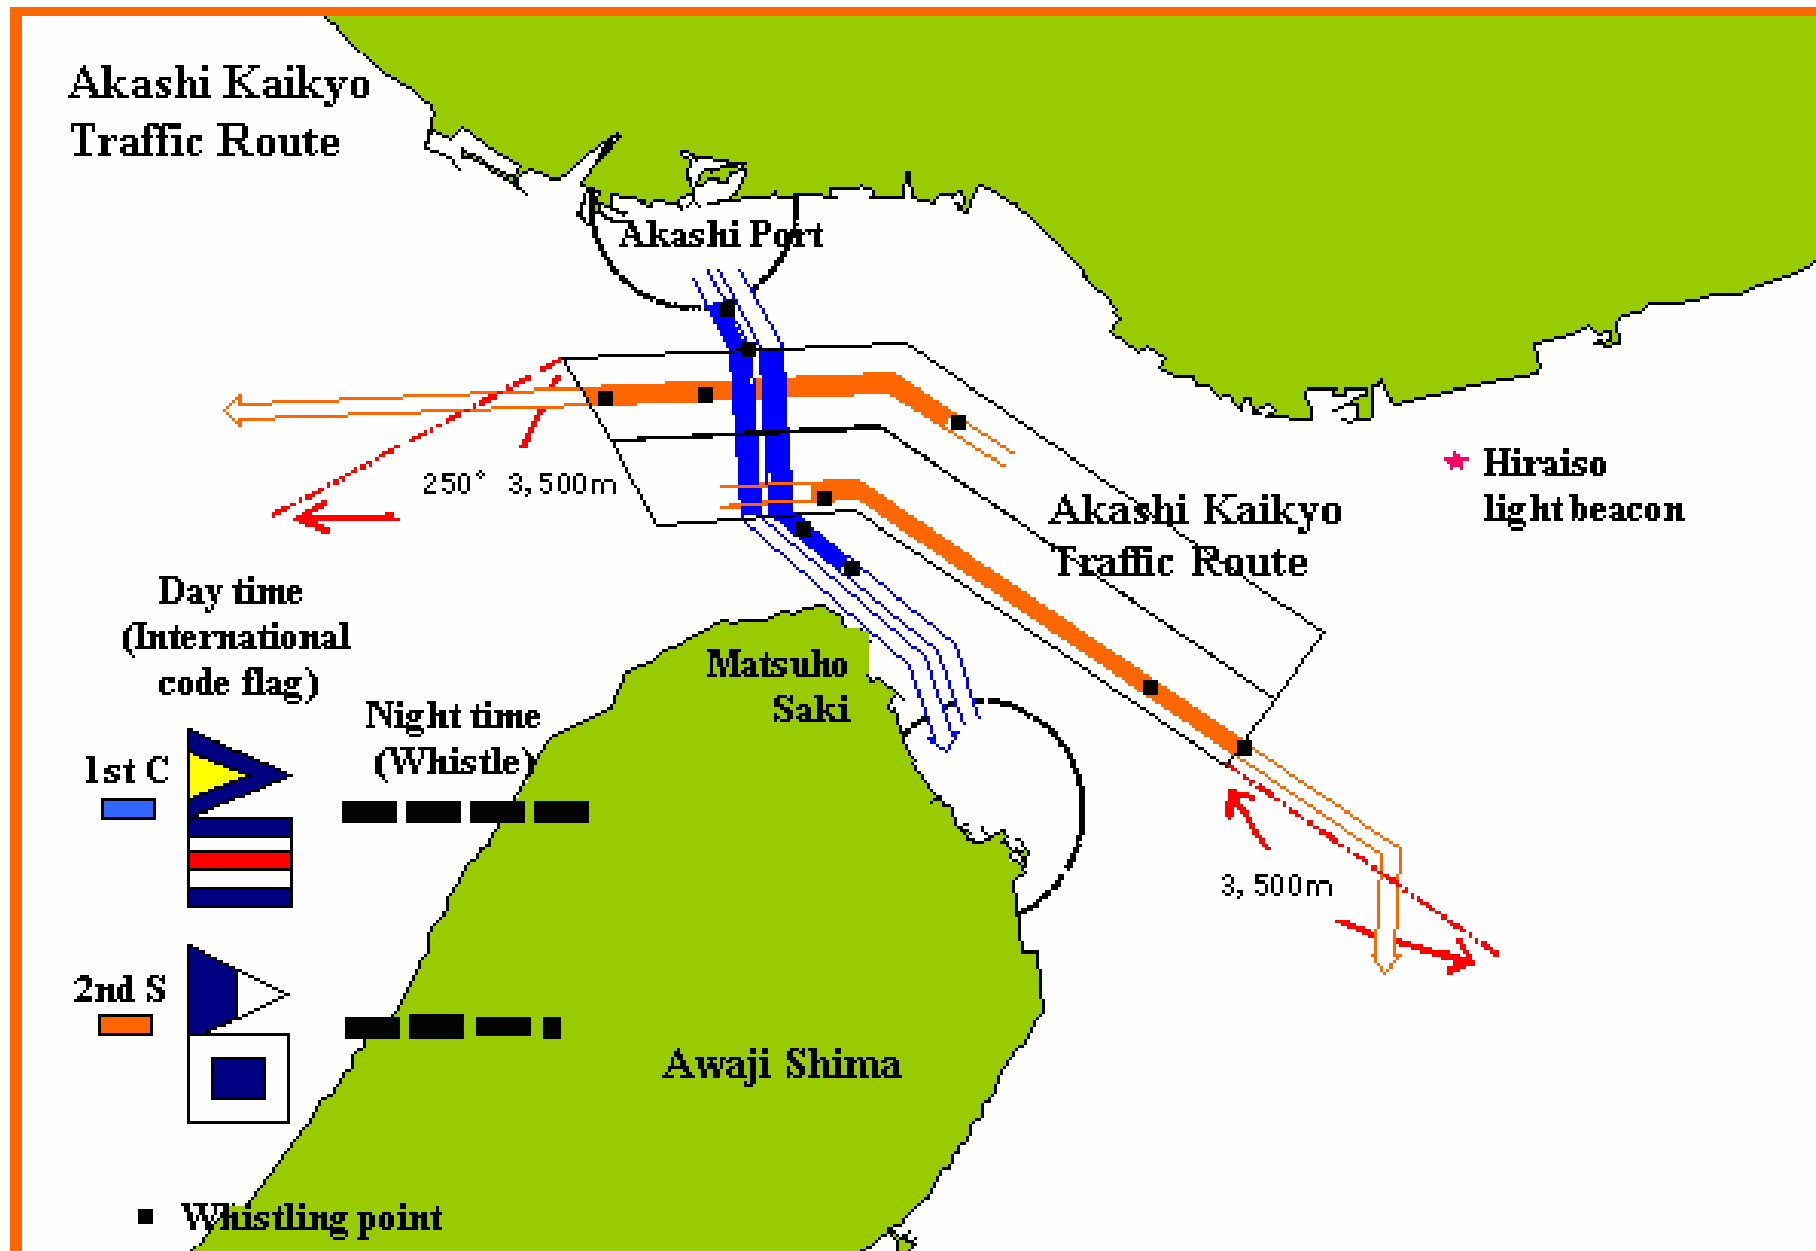 Akashi Kaikyo
Traffic Route
Akashi Port
250° 3,500m
Hiraiso
light beacon
Akashi Kaikyo
Traffic Route
Day time
(International
code flag)
Matsuho
Saki
Night time
(Whistle)
1st C
3,500m
2nd S
Awaji Shima
Whistling point